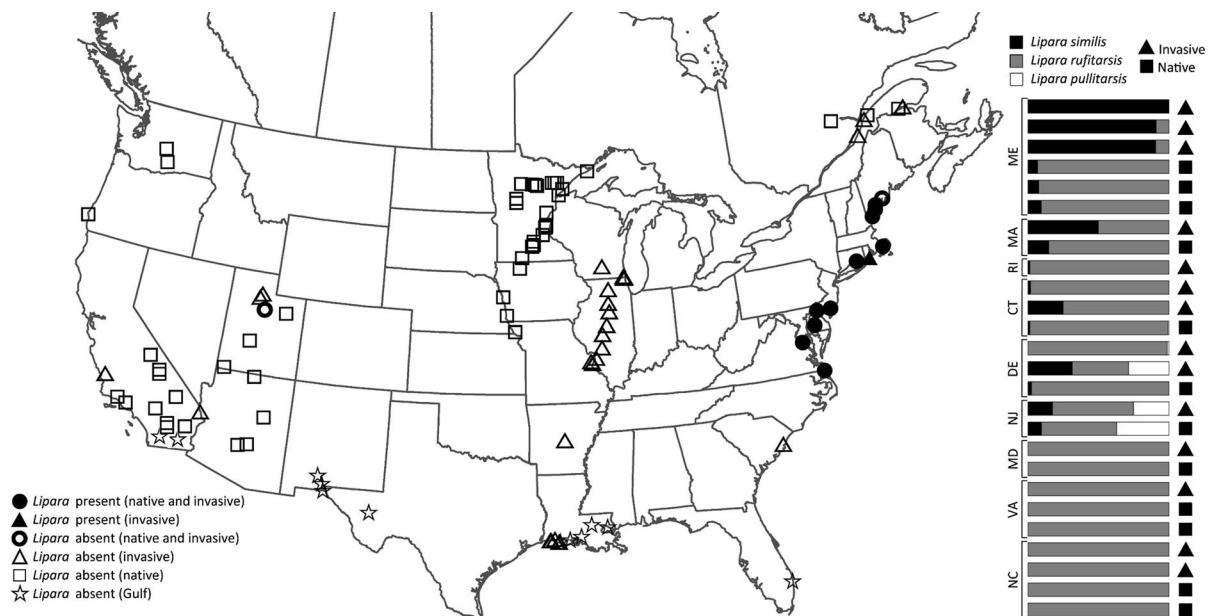 Lipara similis
Lipara rufitarsis
Lipara pullitarsis
Invasive
Native
ME
MA
RI
CT
DE
NJ
MD
VA
NC
Lipara present (native and invasive)
Lipara present (invasive)
Lipara absent (native and invasive)
Lipara absent (invasive)
Lipara absent (native)
Lipara absent (Gulf)